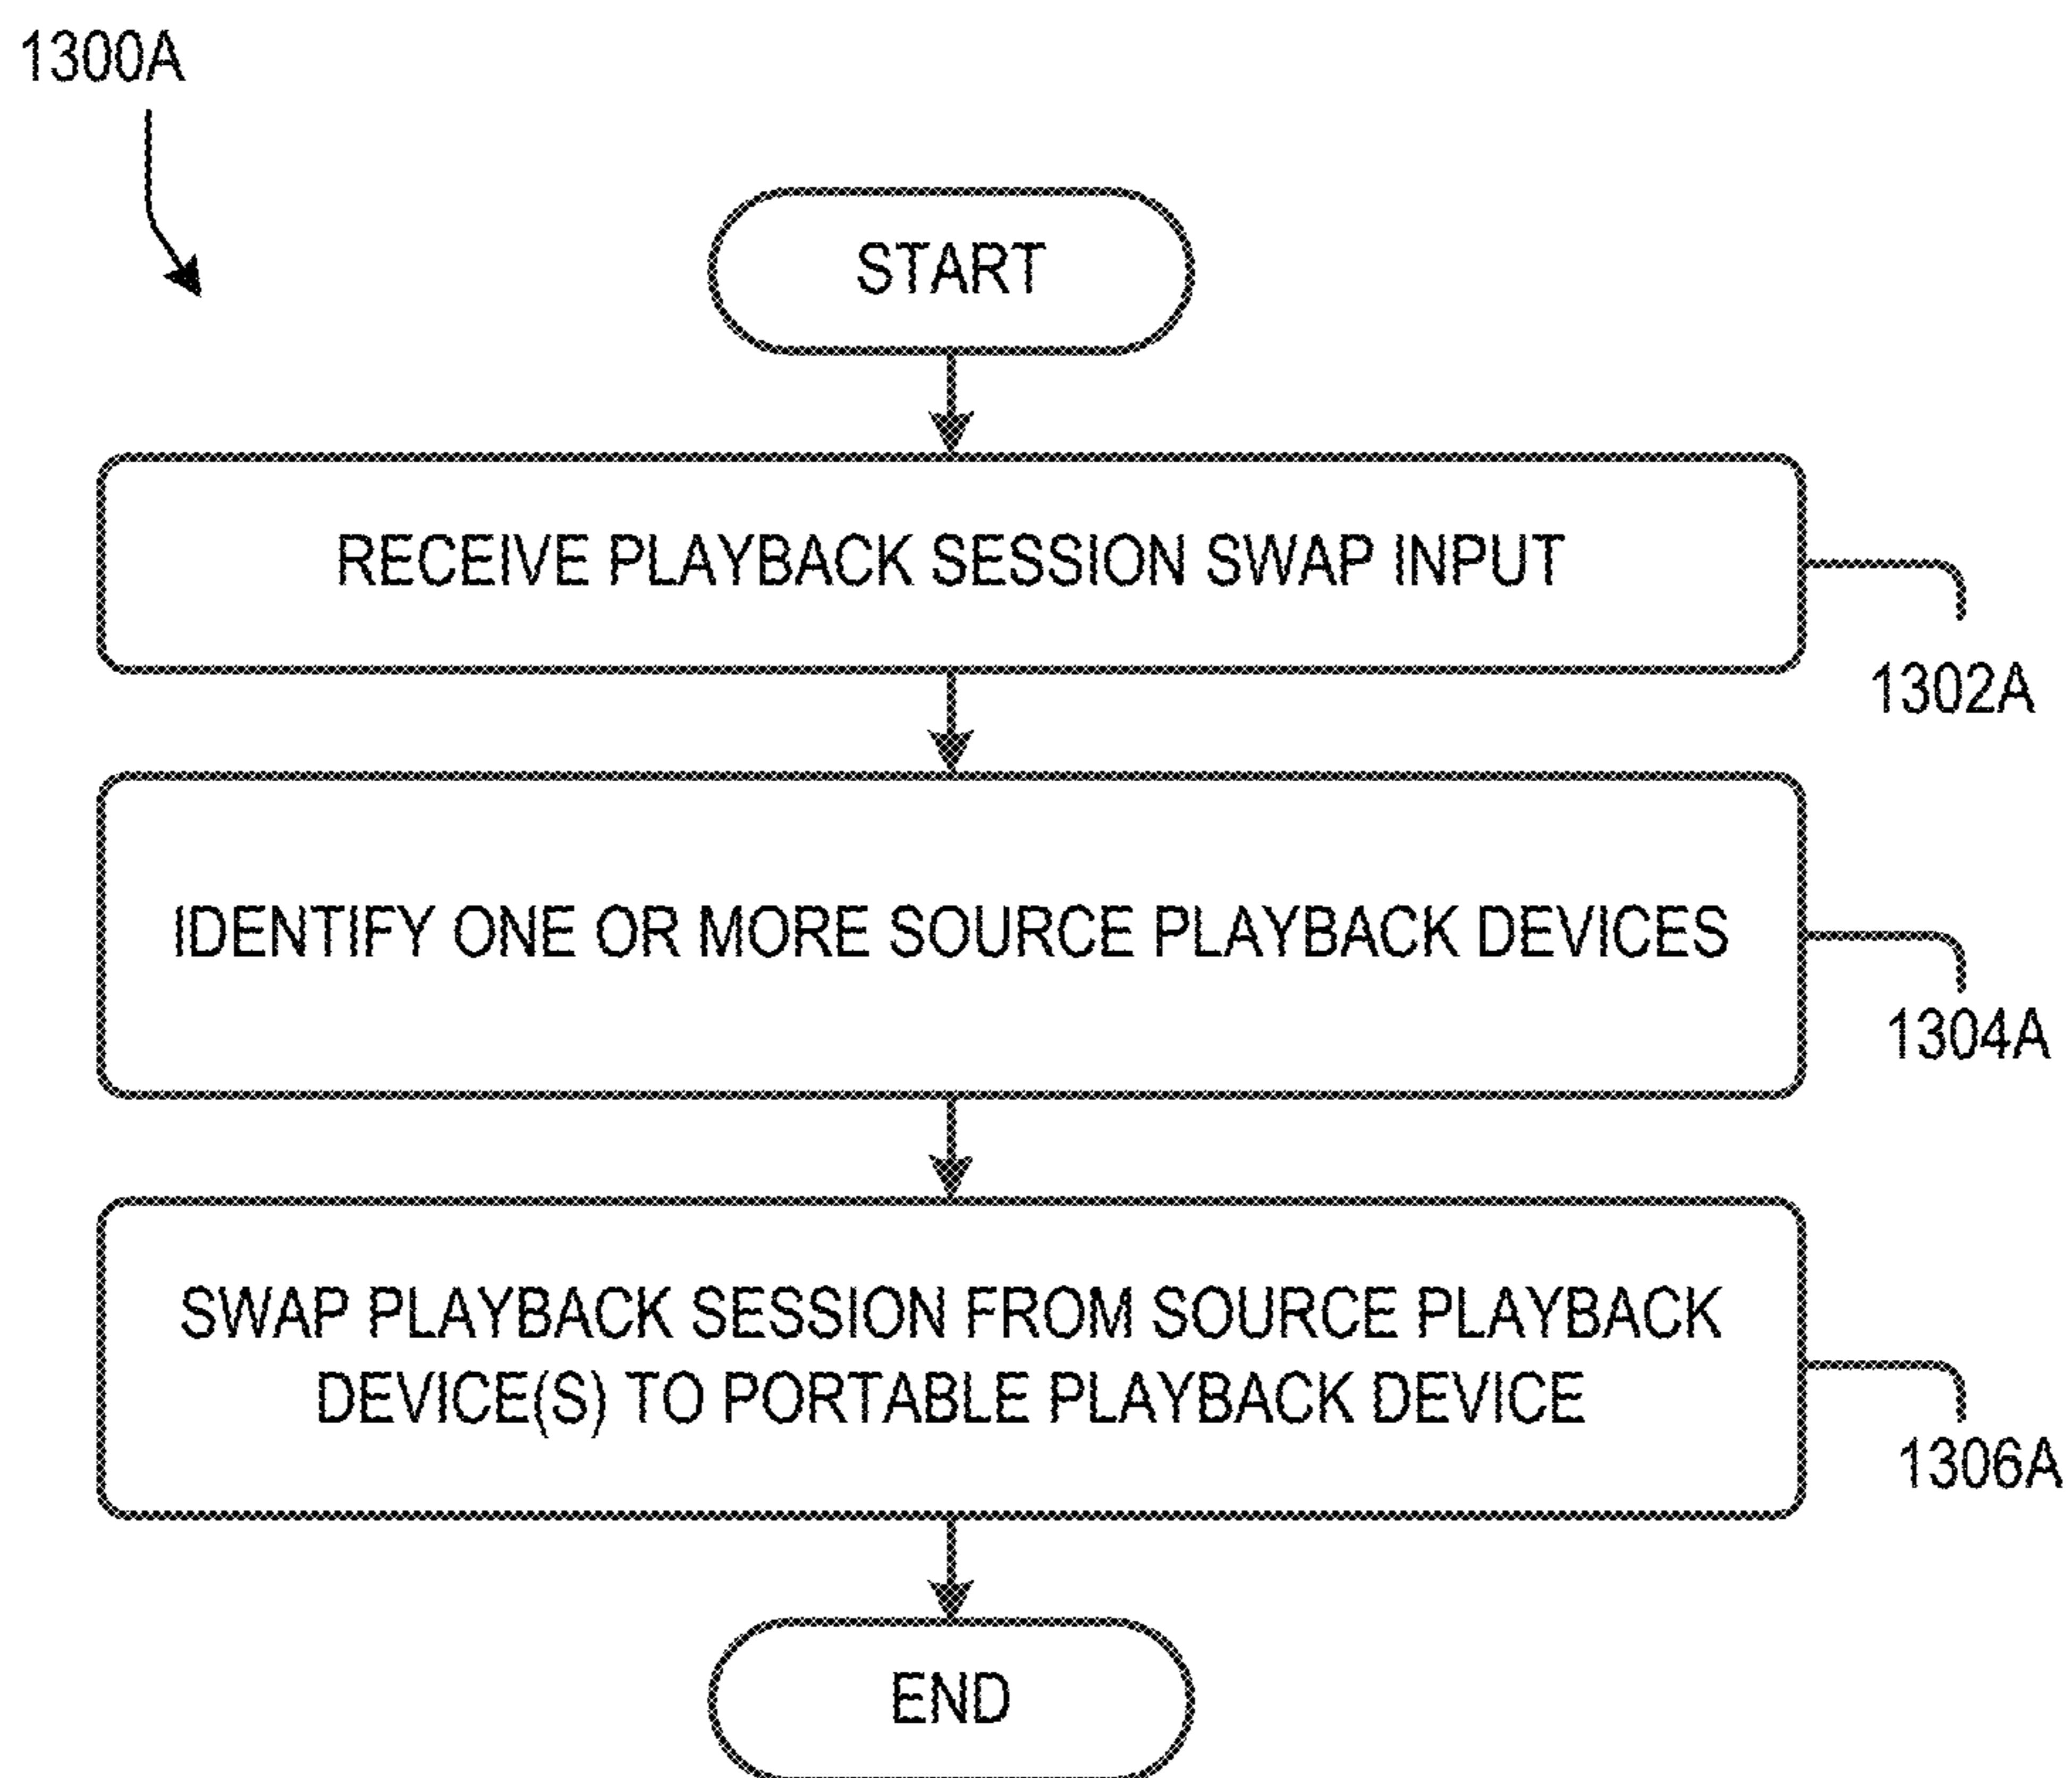 1300A
START
RECEIVE PLAYBACK SESSION SWAP INPUT
1302A
IDENTIFY ONE OR MORE SOURCE PLAYBACK DEVICES
1304A
SWAP PLAYBACK SESSION FROM SOURCE PLAYBACK
DEVICE(S) TO PORTABLE PLAYBACK DEVICE
1306A
END